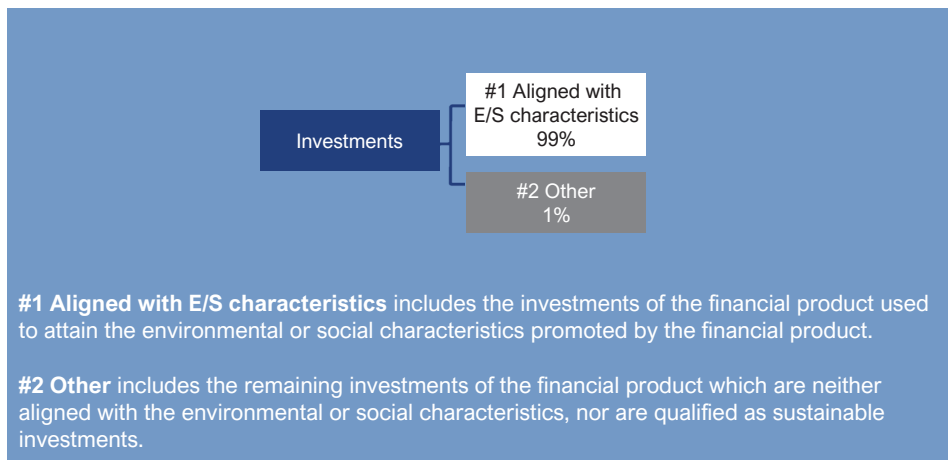 Investments
#1 Aligned with
E/S characteristics
99%
#2 Other
1%
#1 Aligned with E/S characteristics includes the investments of the financial product used
to attain the environmental or social characteristics promoted by the financial product.
#2 Other includes the remaining investments of the financial product which are neither
aligned with the environmental or social characteristics, nor are qualified as sustainable
investments.